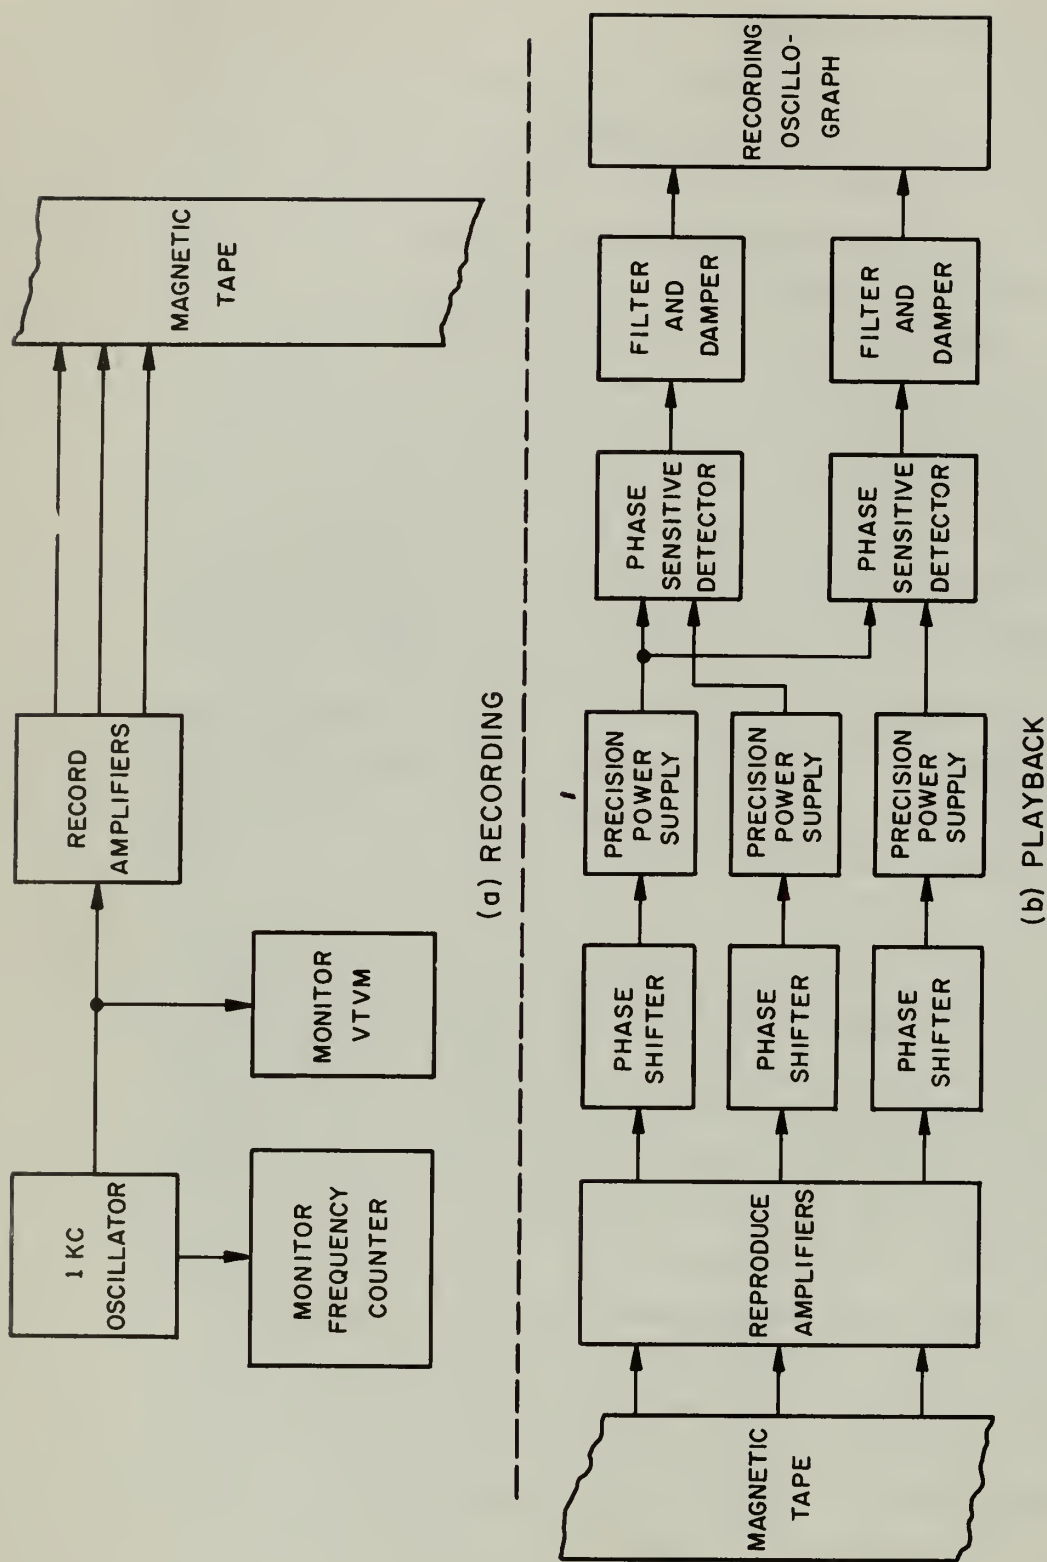 1 KC
OSCILLATOR
MONITOR
FREQUENCY
COUNTER
MONITOR
VTVM
RECORD
AMPLIFIERS
MAGNETIC
TAPE
(a) RECORDING
MAGNETIC
TAPE
REPRODUCE
AMPLIFIERS
PHASE
SHIFTER
PHASE
SHIFTER
PHASE
SHIFTER
PRECISION
POWER
SUPPLY
PRECISION
POWER
SUPPLY
PRECISION
POWER
SUPPLY
PHASE
SENSITIVE
DETECTOR
PHASE
SENSITIVE
DETECTOR
FILTER
AND
DAMPER
FILTER
AND
DAMPER
RECORDING
OSCILLO-
GRAPH
(b) PLAYBACK